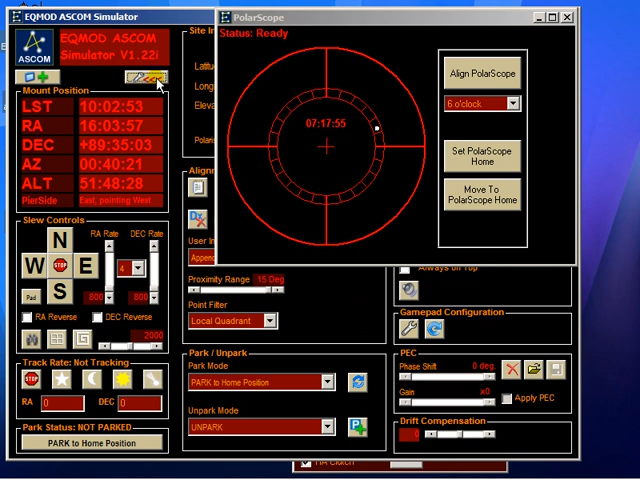 EQMOD ASCOM Simulator
EQMOD ASCOM
Simulator V1.22i
ASCOM
Mount Position
LST 10:02:53
RA 16:03:57
DEC +89:35:03
AZ 00:40:21
ALT 51:48:28
PierSide East, pointing West
Slew Controls
RA Rate DEC Rate
N
W STOP E
S
4
Pad
800 800
RA Reverse DEC Reverse
2000
Track Rate: Not Tracking
STOP
RA 0 DEC 0
Park Status: NOT PARKED
PARK to Home Position
Site In
Latitu
Long
Eleva
Polaris
Align
User In
Append
Proximity Range 15 Deg
Point Filter
Local Quadrant
Park / Unpark
Park Mode
PARK to Home Position
Unpark Mode
UNPARK
PolarScope
Status: Ready
07:17:55
Align PolarScope
6 o'clock
Set PolarScope
Home
Move To
PolarScope Home
Always on Top
Gamepad Configuration
PEC
Phase Shift 0 deg.
Gain x0
Apply PEC
Drift Compensation
0